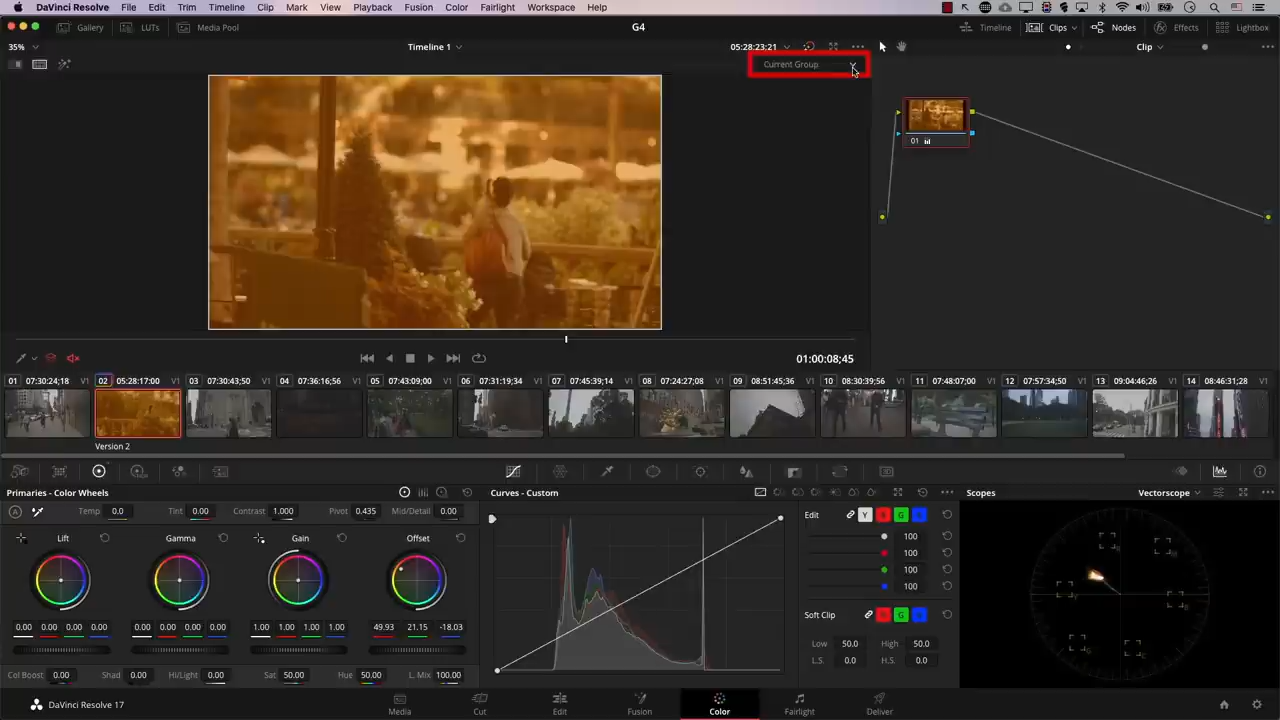 DaVinci Resolve File Edit Trim Timeline Clip Mark View Playback Fusion Color Fairlight Workspace Help
Gallery LUTs Media Pool G4 Timeline Clips Nodes Effects Lightbox
35% Timeline 1 05:28:23:21 Clip
Current Group
01
01:00:08;45
01 07:30:24;18 V1 02 05:28:17:00 V1 03 07:30:43;50 V1 04 07:36:16;56 V1 05 07:43:09;00 V1 06 07:31:19;34 V1 07 07:45:39;14 V1 08 07:24:27;08 V1 09 08:51:45;36 V1 10 08:30:39;56 V1 11 07:48:07;00 V1 12 07:57:34;50 V1 13 09:04:46;26 V1 14 08:46:31;28 V1
Version 2
Primaries - Color Wheels Curves - Custom Scopes Vectorscope
A Temp 0.0 Tint 0.00 Contrast 1.000 Pivot 0.435 Mid/Detail 0.00 Edit Y R G B
Lift Gamma Gain Offset 100
100
100
100
Soft Clip R G B
0.00 0.00 0.00 0.00 0.00 0.00 0.00 0.00 1.00 1.00 1.00 1.00 49.93 21.15 -18.03
Low 50.0 High 50.0
L.S. 0.0 H.S. 0.0
Col Boost 0.00 Shad 0.00 Hi/Light 0.00 Sat 50.00 Hue 50.00 L. Mix 100.00
DaVinci Resolve 17 Media Cut Edit Fusion Color Fairlight Deliver